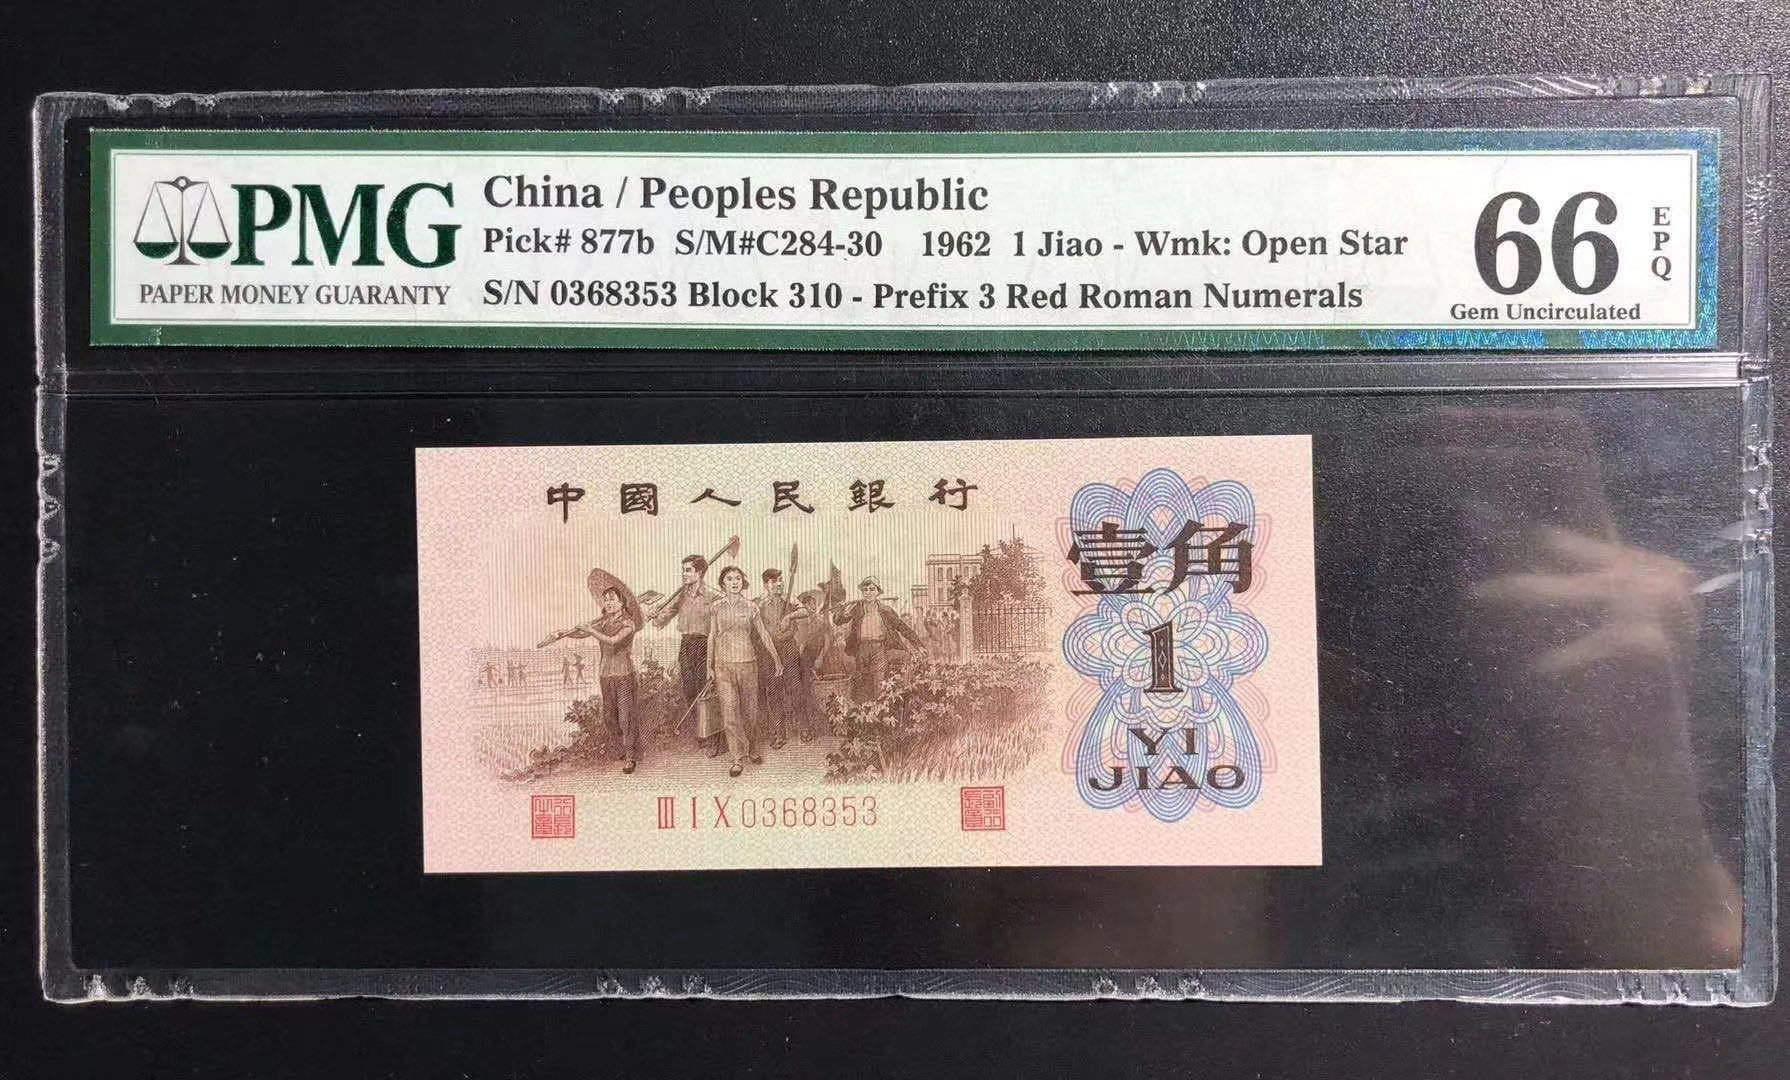 PMG
PAPER MONEY GUARANTY
China / Peoples Republic
Pick# 877b S/M#C284-30 1962 1 Jiao - Wmk: Open Star
S/N 0368353 Block 310 - Prefix 3 Red Roman Numerals
66
EPQ
Gem Uncirculated
中國人民銀行
壹角
1
YI
JIAO
ⅢⅠⅩ0368353